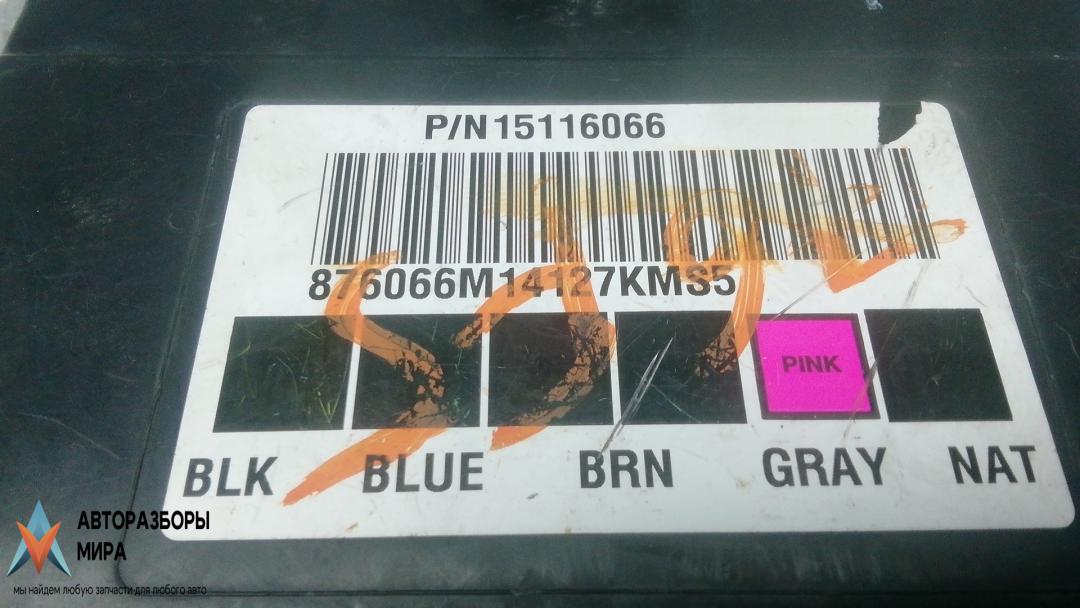 P/N15116066
876066M14127KMS5
PINK
BLK BLUE BRN GRAY NAT
АВТОРАЗБОРЫ
МИРА
мы найдем любую запчасти для любого авто